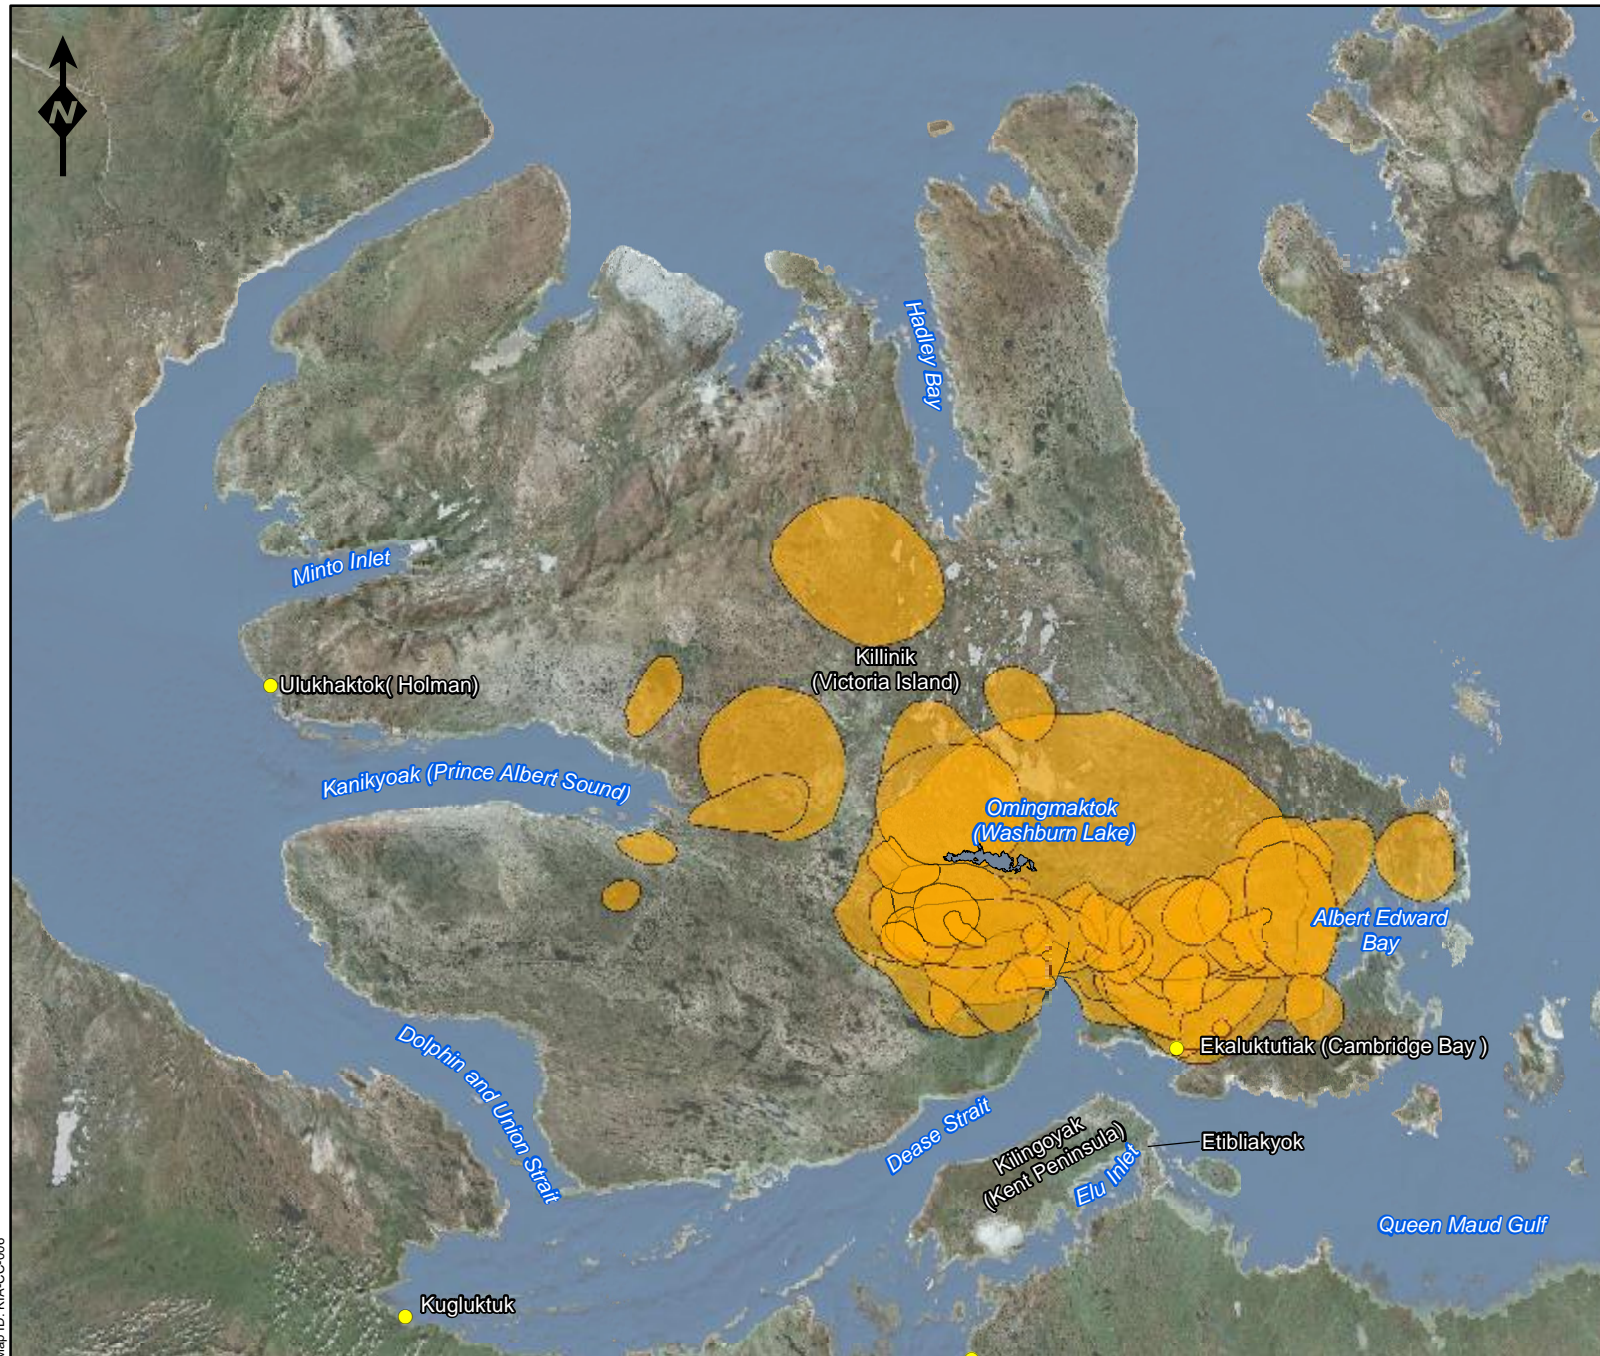 N
Hadley Bay
Minto Inlet
Killinik
(Victoria Island)
Ulukhaktok( Holman)
Kanikyoak (Prince Albert Sound)
Omingmaktok
(Washburn Lake)
Albert Edward
Bay
Dolphin and Union Strait
Ekaluktutiak (Cambridge Bay )
Dease Strait
Kilingoyak
(Kent Peninsula)
Elu Inlet
Etibliakyok
Queen Maud Gulf
Kugluktuk